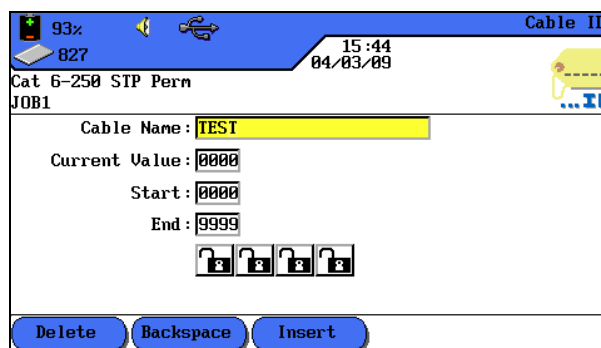 93% Cable ID
827
15:44
04/03/09
Cat 6-250 STP Perm
JOB1
Cable Name: TEST
Current Value: 0000
Start: 0000
End: 9999
Delete Backspace Insert